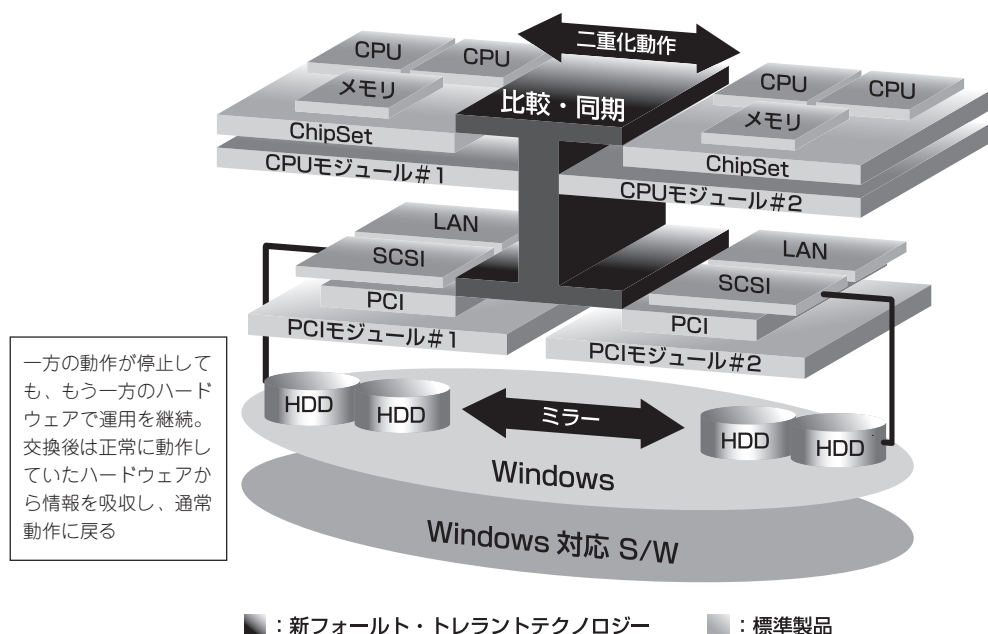 二重化動作
CPU
CPU
メモリ
ChipSet
CPUモジュール#1
比較・同期
CPU
CPU
メモリ
ChipSet
CPUモジュール#2
LAN
SCSI
PCI
PCIモジュール#1
LAN
SCSI
PCI
PCIモジュール#2
一方の動作が停止して
も、もう一方のハード
ウェアで運用を継続。
交換後は正常に動作し
ていたハードウェアか
ら情報を吸収し、通常
動作に戻る
HDD
HDD
ミラー
HDD
HDD
Windows
Windows 対応 S/W
：新フォールト・トレラントテクノロジー
：標準製品